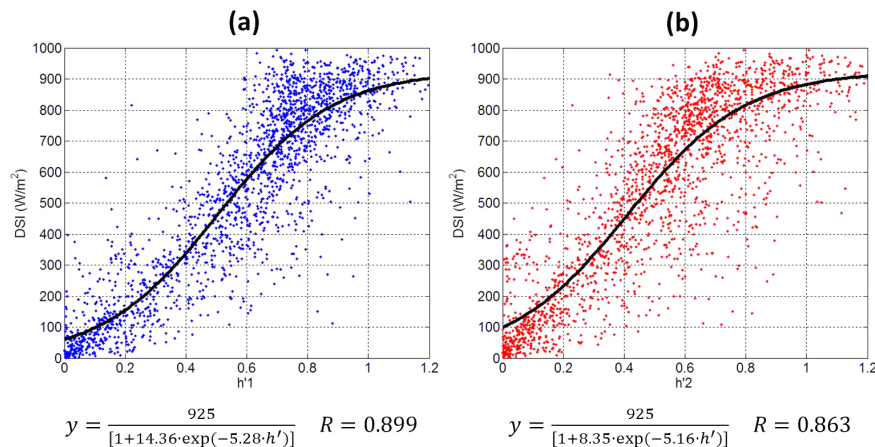 (a)
1000
900
800
700
600
500
400
300
200
100
0
DSI (W/m²)
0 0.2 0.4 0.6 0.8 1 1.2
h'1
y = 925 / [1+14.36·exp(−5.28·h′)] R = 0.899
(b)
1000
900
800
700
600
500
400
300
200
100
0
DSI (W/m²)
0 0.2 0.4 0.6 0.8 1 1.2
h'2
y = 925 / [1+8.35·exp(−5.16·h′)] R = 0.863